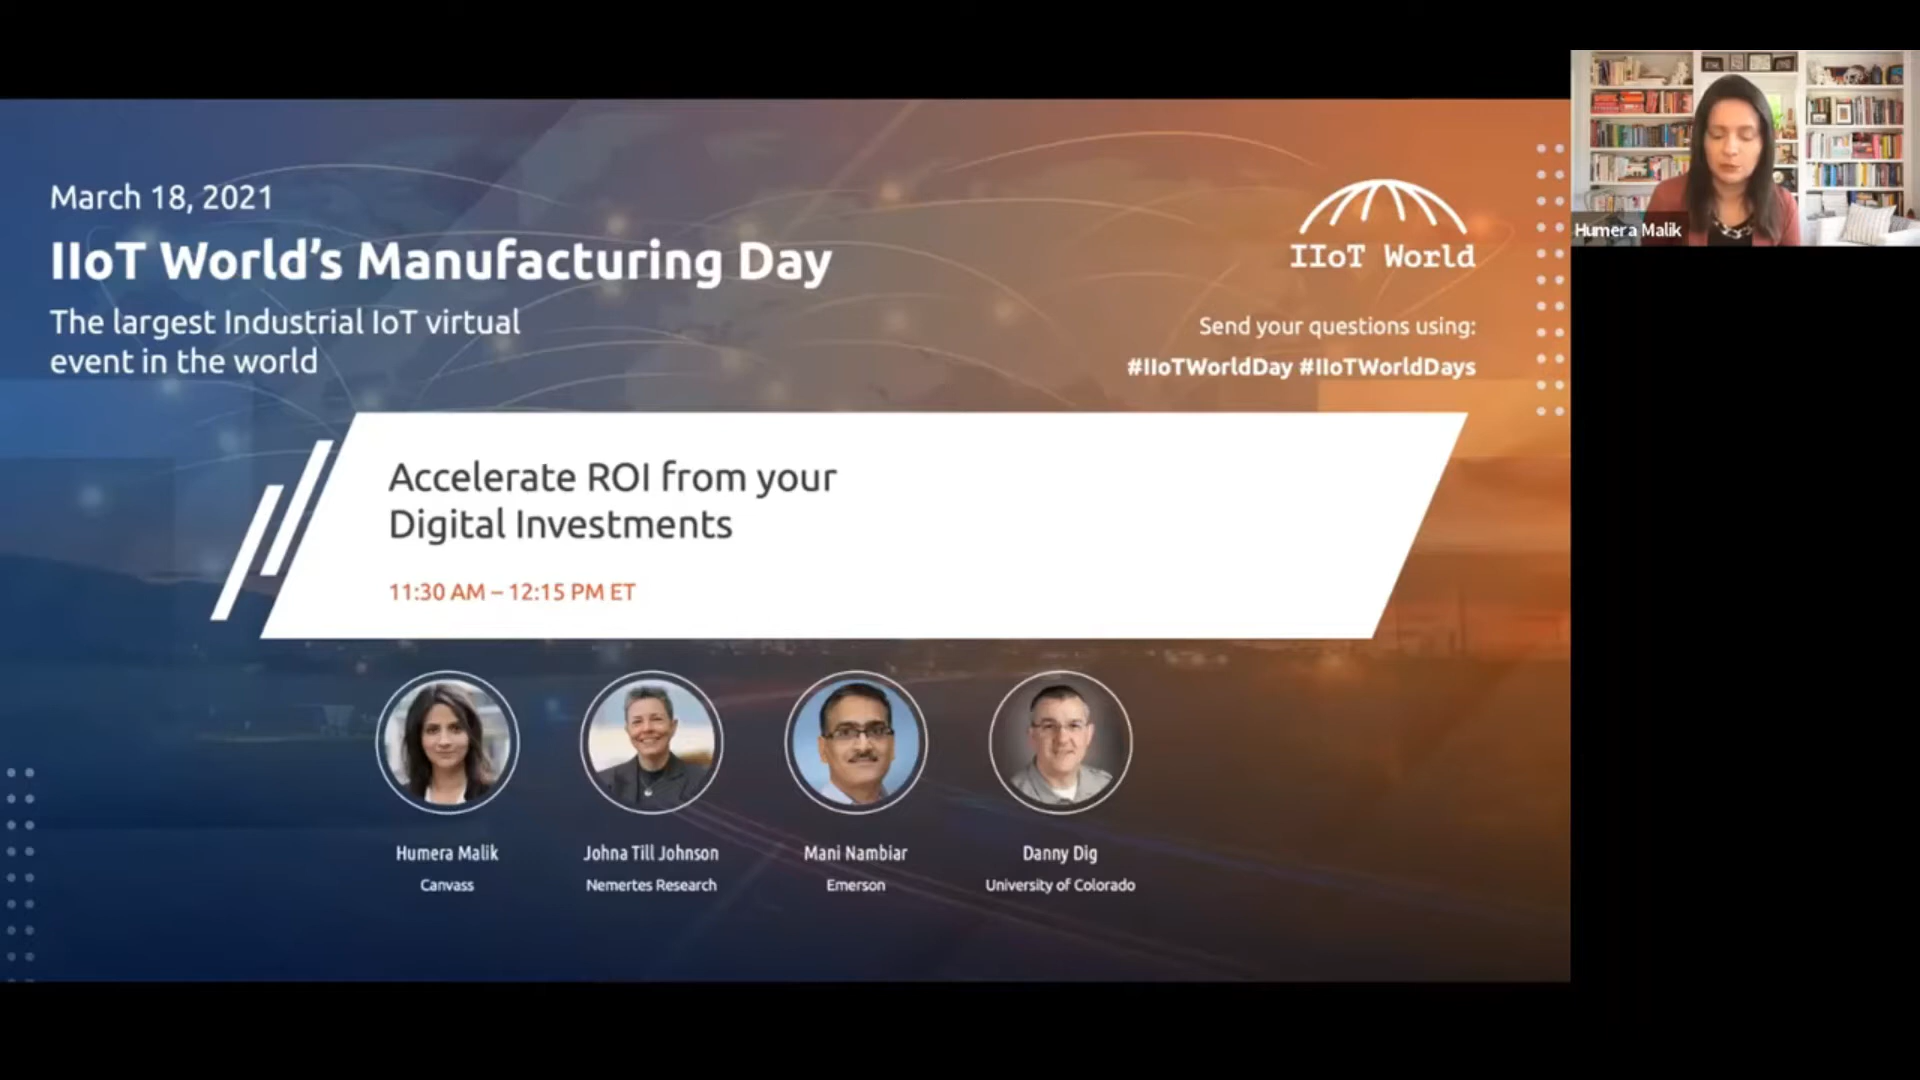 March 18, 2021
IIoT World's Manufacturing Day
The largest Industrial IoT virtual
event in the world
IIoT World
Send your questions using:
#IIoTWorldDay #IIoTWorldDays
Humera Malik
Accelerate ROI from your
Digital Investments
11:30 AM – 12:15 PM ET
Humera Malik
Canvass
Johna Till Johnson
Nemertes Research
Mani Nambiar
Emerson
Danny Dig
University of Colorado